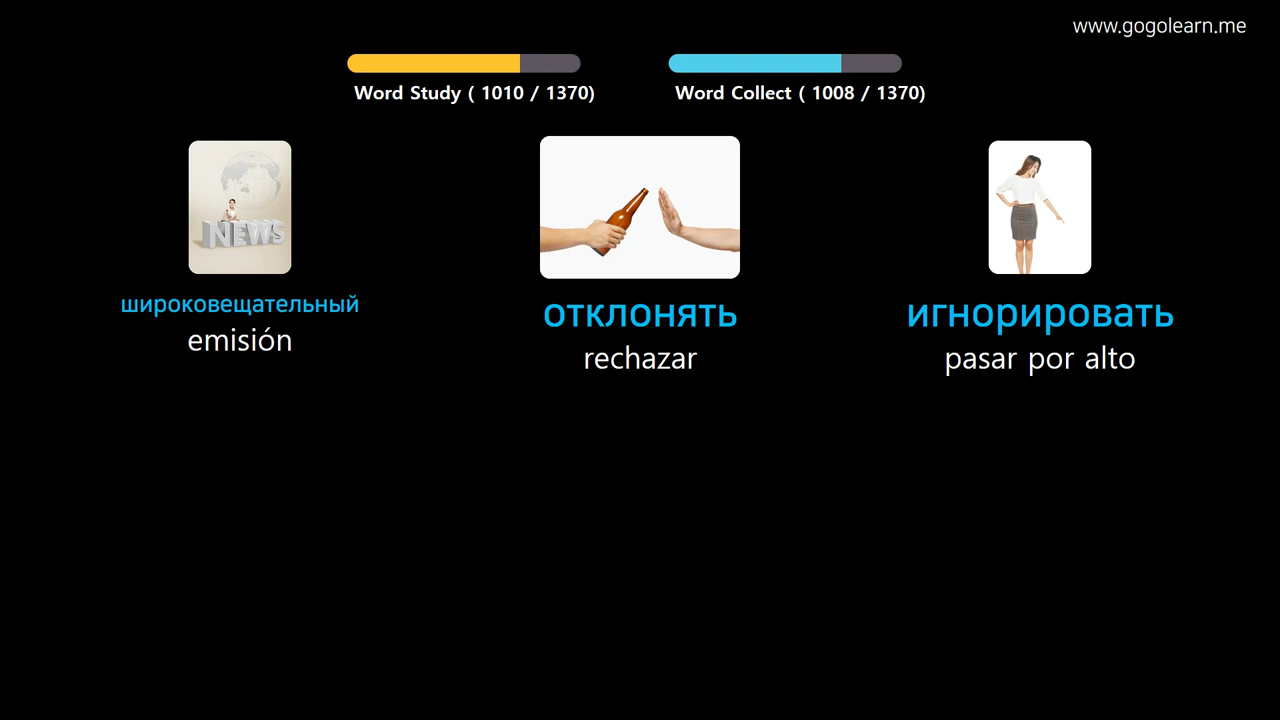 www.gogolearn.me
Word Study ( 1010 / 1370)
Word Collect ( 1008 / 1370)
NEWS
широковещательный
emisión
отклонять
rechazar
игнорировать
pasar por alto